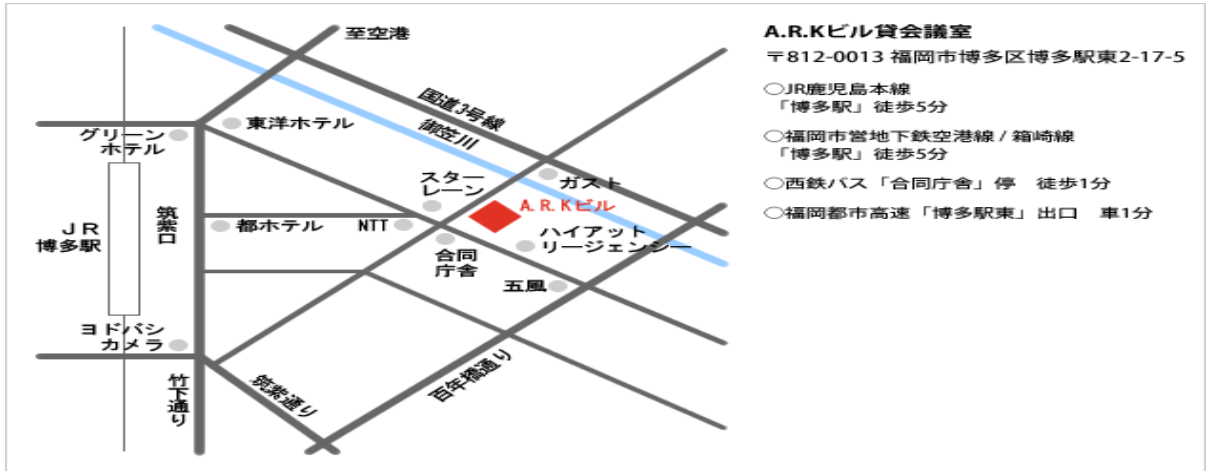 至空港
国道3号線
御笠川
東洋ホテル
グリーン
ホテル
スター
レーン
ガスト
A.R.Kビル
筑紫口
JR
博多駅
都ホテル
NTT
合同
庁舎
ハイアット
リージェンシー
五風
ヨドバシ
カメラ
竹下通り
筑紫通り
百年橋通り
A.R.Kビル貸会議室
〒812-0013 福岡市博多区博多駅東2-17-5
○JR鹿児島本線
「博多駅」徒歩5分
○福岡市営地下鉄空港線 / 箱崎線
「博多駅」徒歩5分
○西鉄バス「合同庁舎」停　徒歩1分
○福岡都市高速「博多駅東」出口　車1分